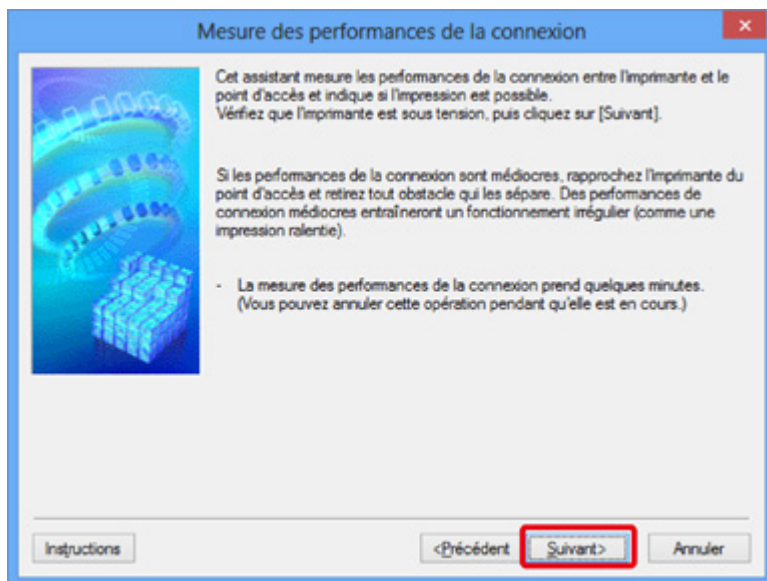 Mesure des performances de la connexion
Cet assistant mesure les performances de la connexion entre l'imprimante et le
point d'accès et indique si l'impression est possible.
Vérifiez que l'imprimante est sous tension, puis cliquez sur [Suivant].
Si les performances de la connexion sont médiocres, rapprochez l'imprimante du
point d'accès et retirez tout obstacle qui les sépare. Des performances de
connexion médiocres entraîneront un fonctionnement irrégulier (comme une
impression ralentie).
- La mesure des performances de la connexion prend quelques minutes.
(Vous pouvez annuler cette opération pendant qu'elle est en cours.)
Instructions
<Précédent
Suivant>
Annuler